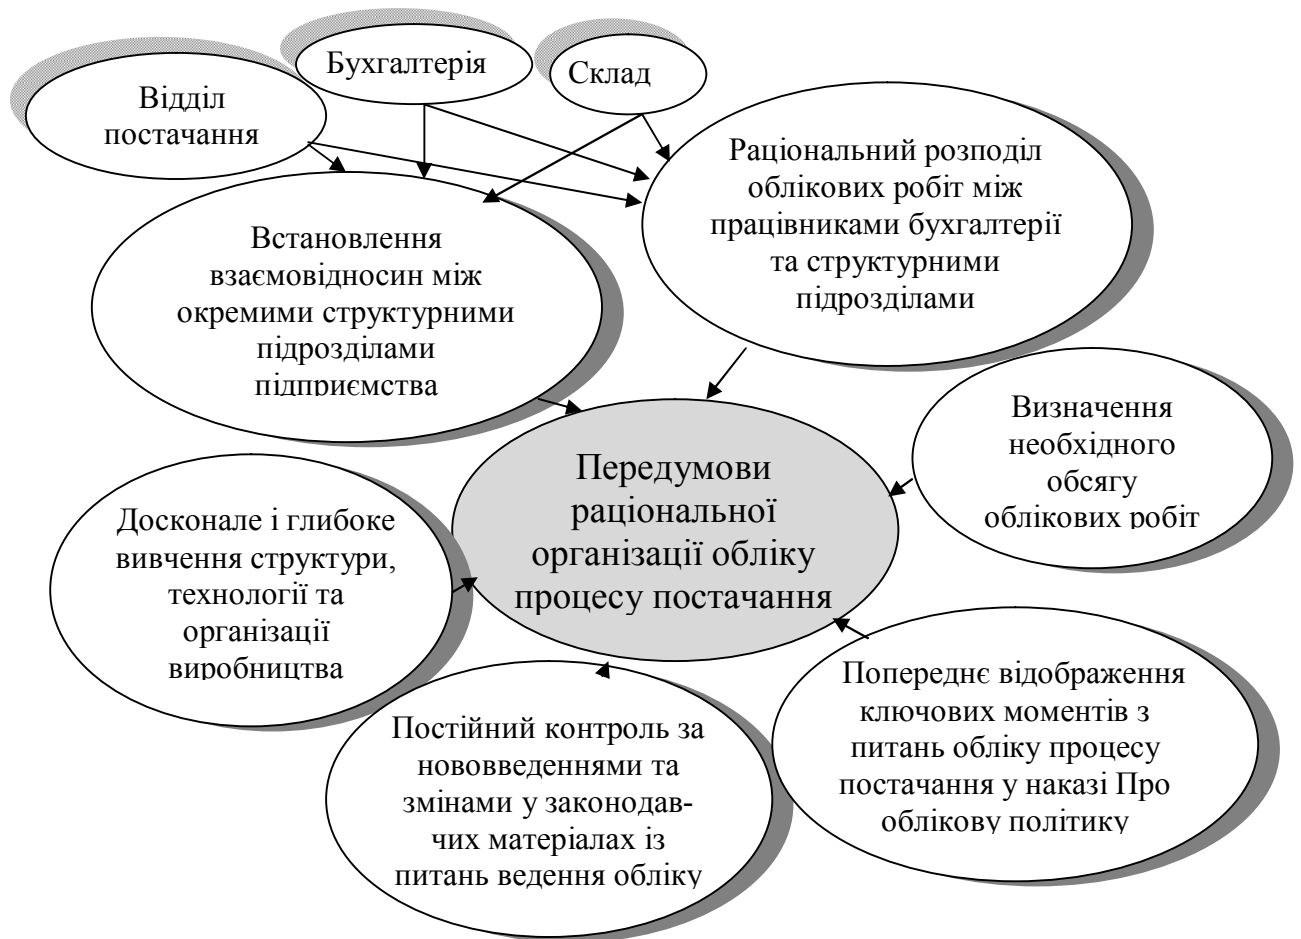 Відділ
постачання
Бухгалтерія
Склад
Встановлення
взаємовідносин між
окремими структурними
підрозділами
підприємства
Раціональний розподіл
облікових робіт між
працівниками бухгалтерії
та структурними
підрозділами
Визначення
необхідного
обсягу
облікових робіт
Передумови
раціональної
організації обліку
процесу постачання
Досконале і глибоке
вивчення структури,
технології та
організації
виробництва
Постійний контроль за
нововведеннями та
змінами у законодав-
чих матеріалах із
питань ведення обліку
Попереднє відображення
ключових моментів з
питань обліку процесу
постачання у наказі Про
облікову політику